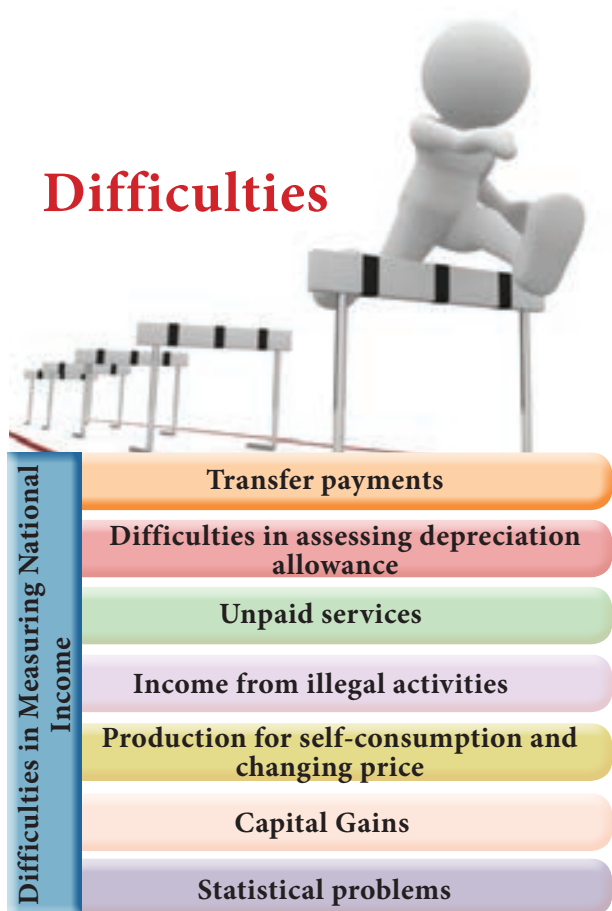 Difficulties
Difficulties in Measuring National
Income
Transfer payments
Difficulties in assessing depreciation
allowance
Unpaid services
Income from illegal activities
Production for self-consumption and
changing price
Capital Gains
Statistical problems